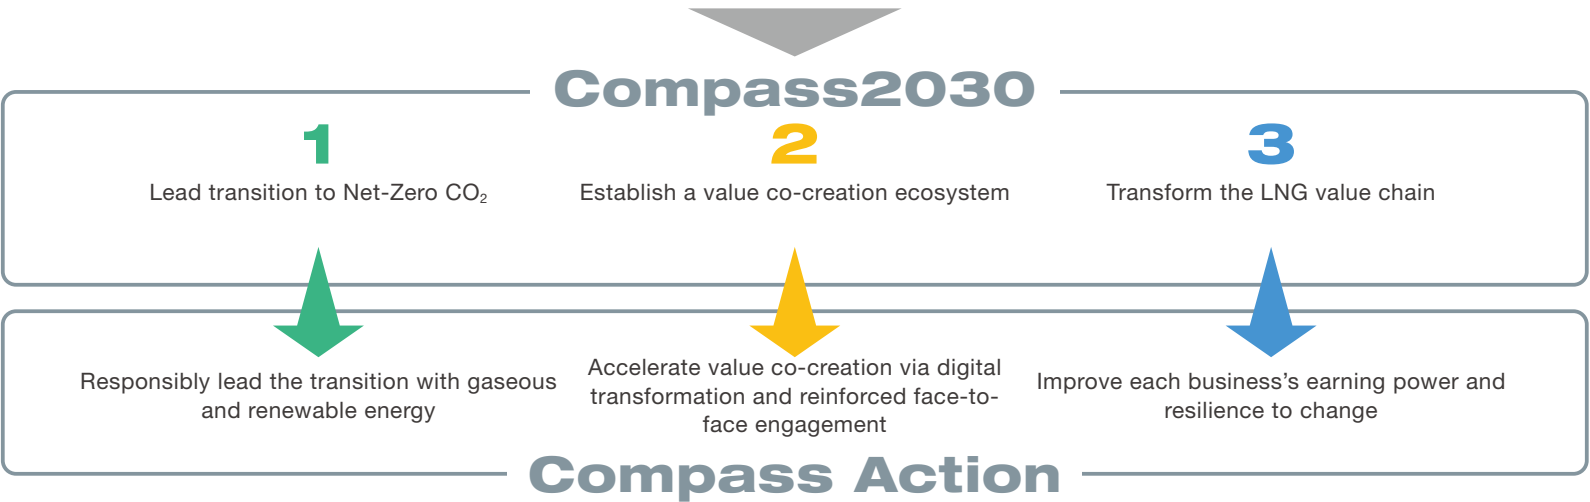 Compass2030
1
Lead transition to Net-Zero CO₂
2
Establish a value co-creation ecosystem
3
Transform the LNG value chain
Responsibly lead the transition with gaseous
and renewable energy
Accelerate value co-creation via digital
transformation and reinforced face-to-
face engagement
Improve each business's earning power and
resilience to change
Compass Action